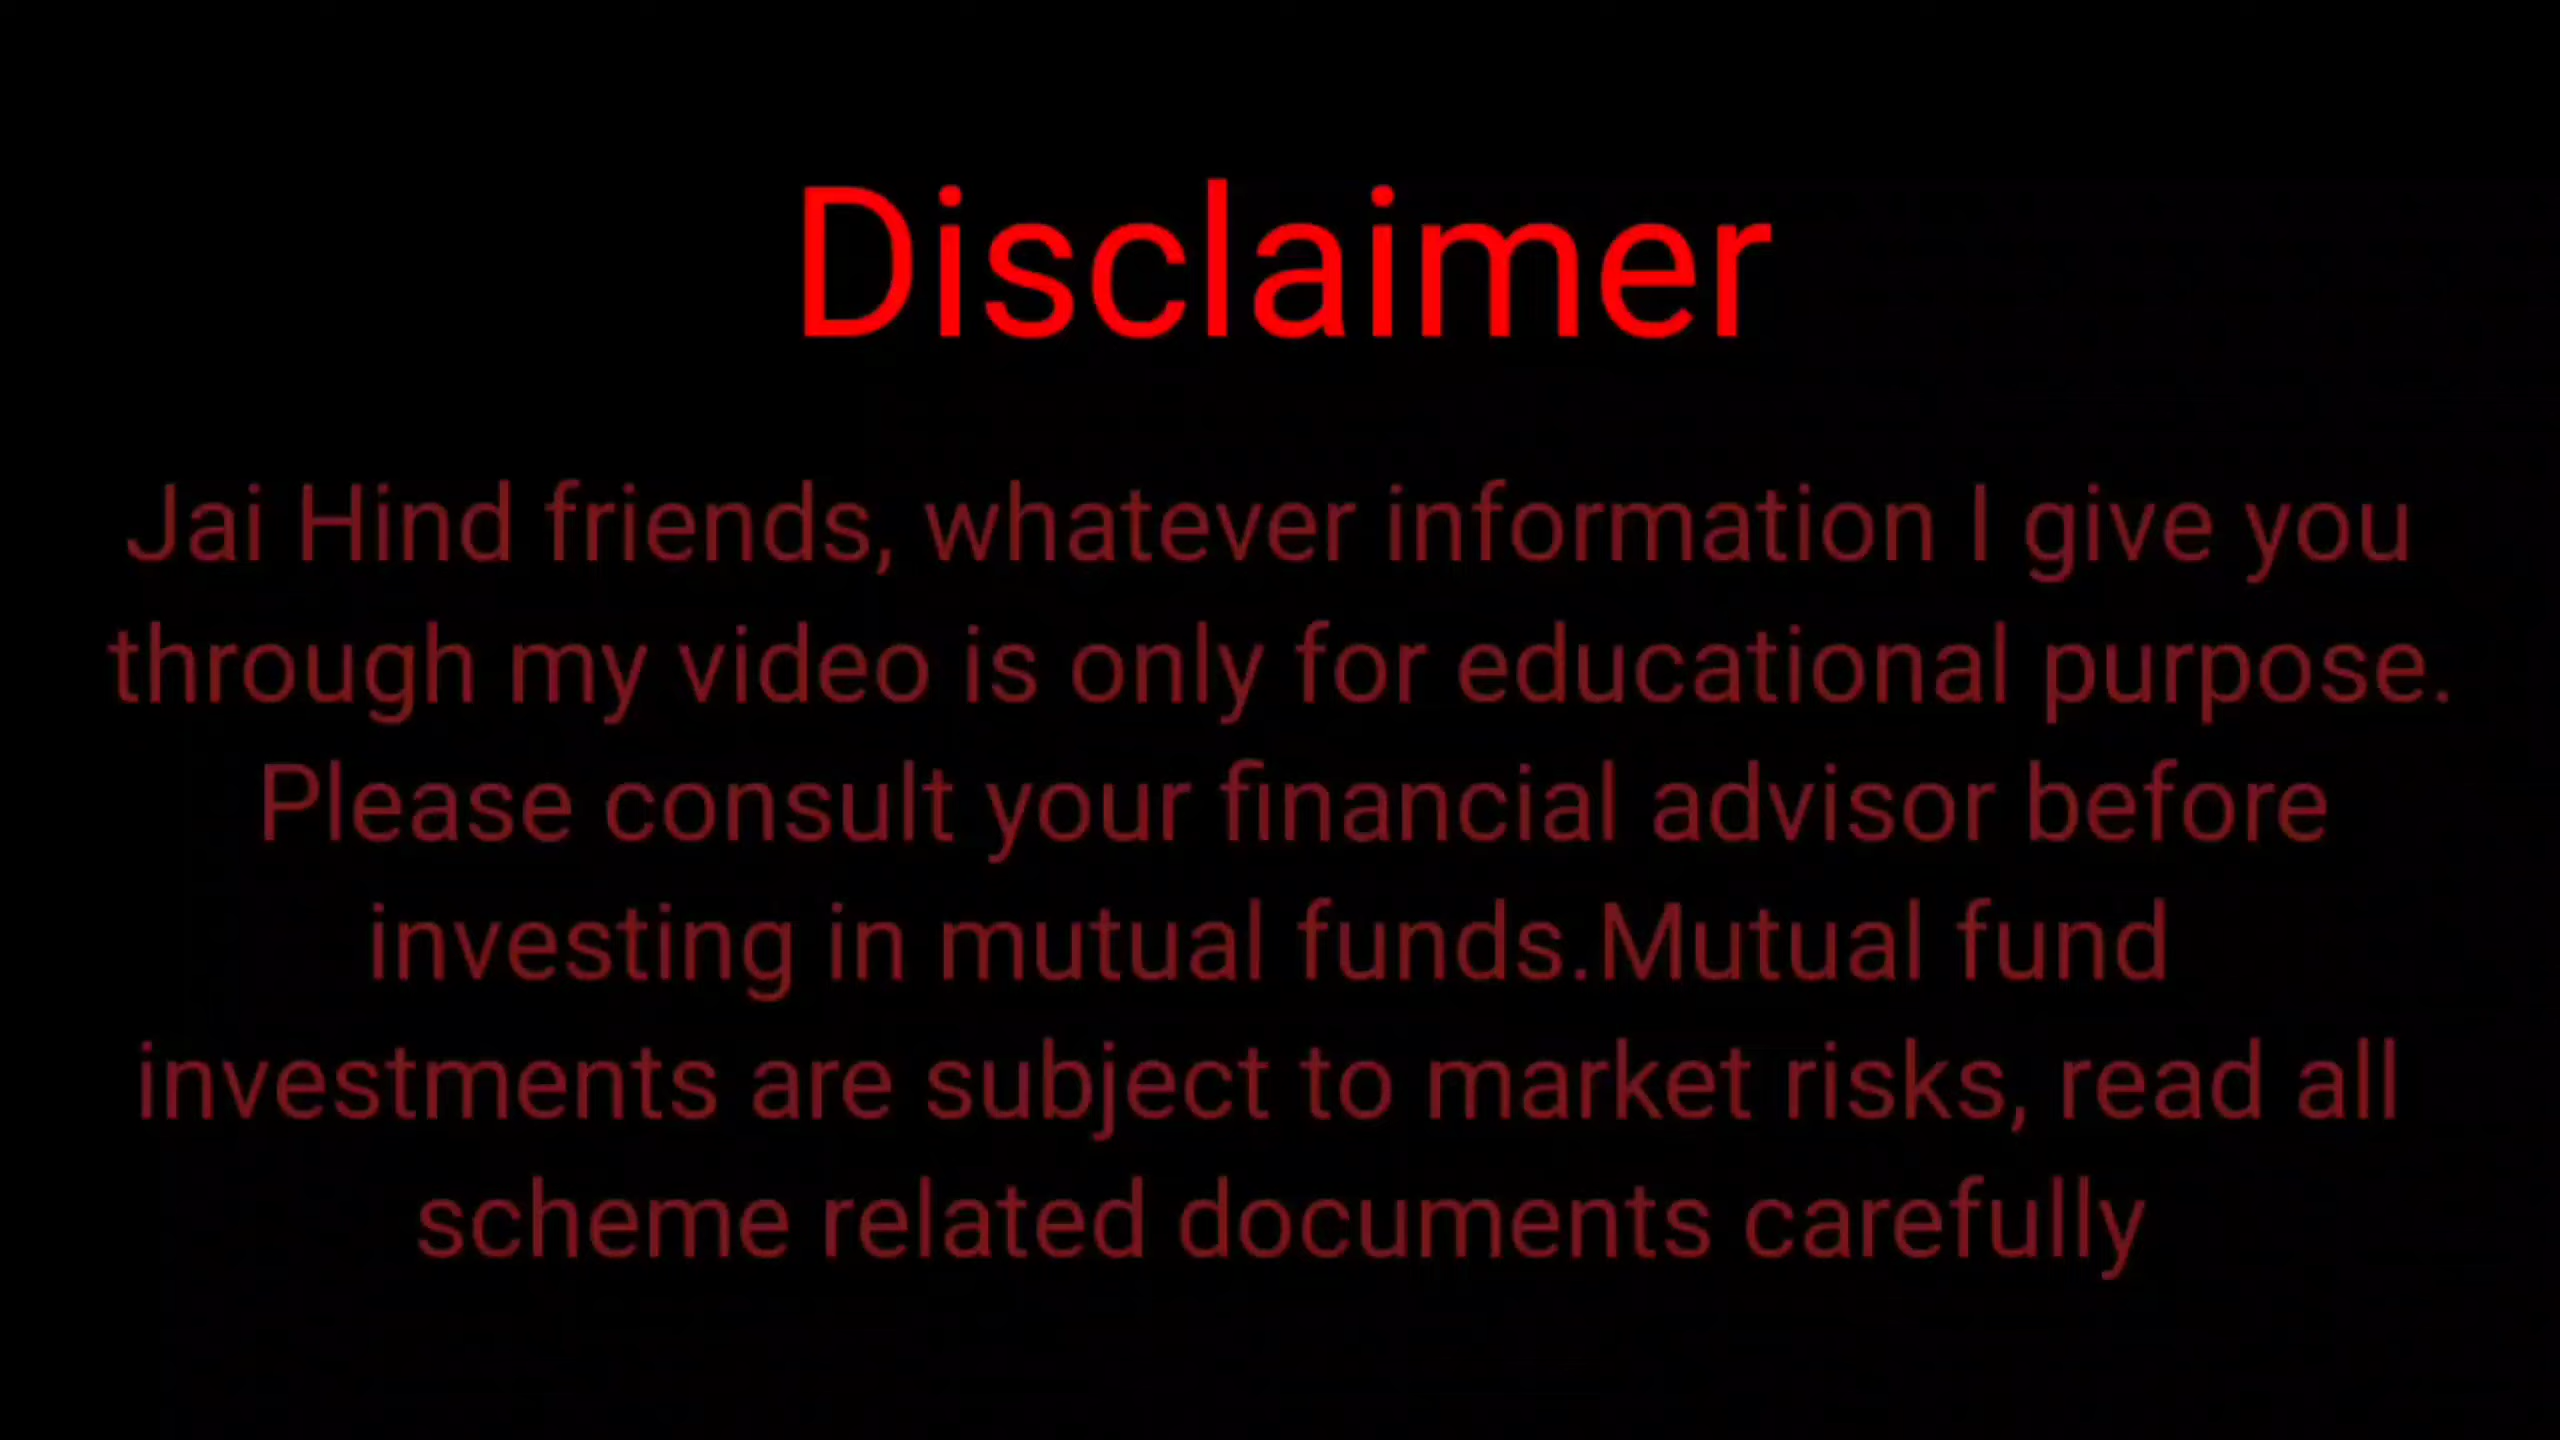 Disclaimer
Jai Hind friends, whatever information I give you
through my video is only for educational purpose.
Please consult your financial advisor before
investing in mutual funds.Mutual fund
investments are subject to market risks, read all
scheme related documents carefully